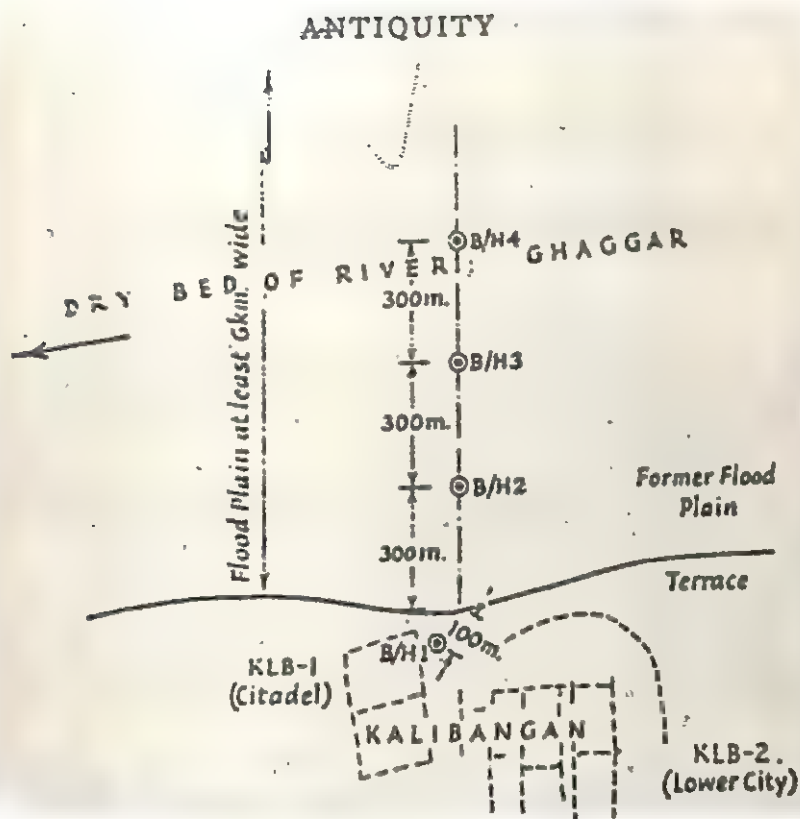 ANTIQUITY
Flood Plain at least 6km. wide
DRY BED OF RIVER GHAGGAR
B/H4
300m.
B/H3
300m.
B/H2
300m.
Former Flood
Plain
Terrace
100m.
B/H1
KLB-1
(Citadel)
KALIBANGAN
KLB-2.
(Lower City)